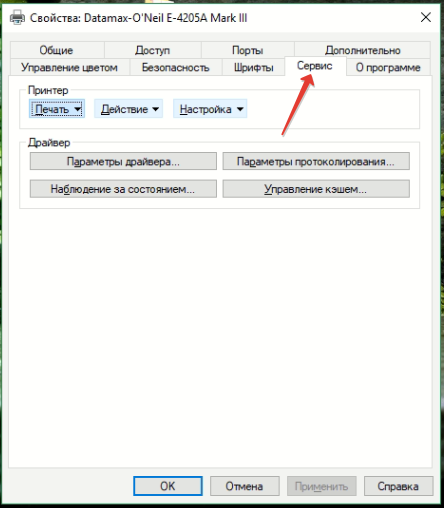 Свойства: Datamax-O'Neil E-4205A Mark III
Общие Доступ Порты Дополнительно
Управление цветом Безопасность Шрифты Сервис О программе
Принтер
Печать Действие Настройка
Драйвер
Параметры драйвера... Параметры протоколирования...
Наблюдение за состоянием... Управление кэшем...
OK Отмена Применить Справка